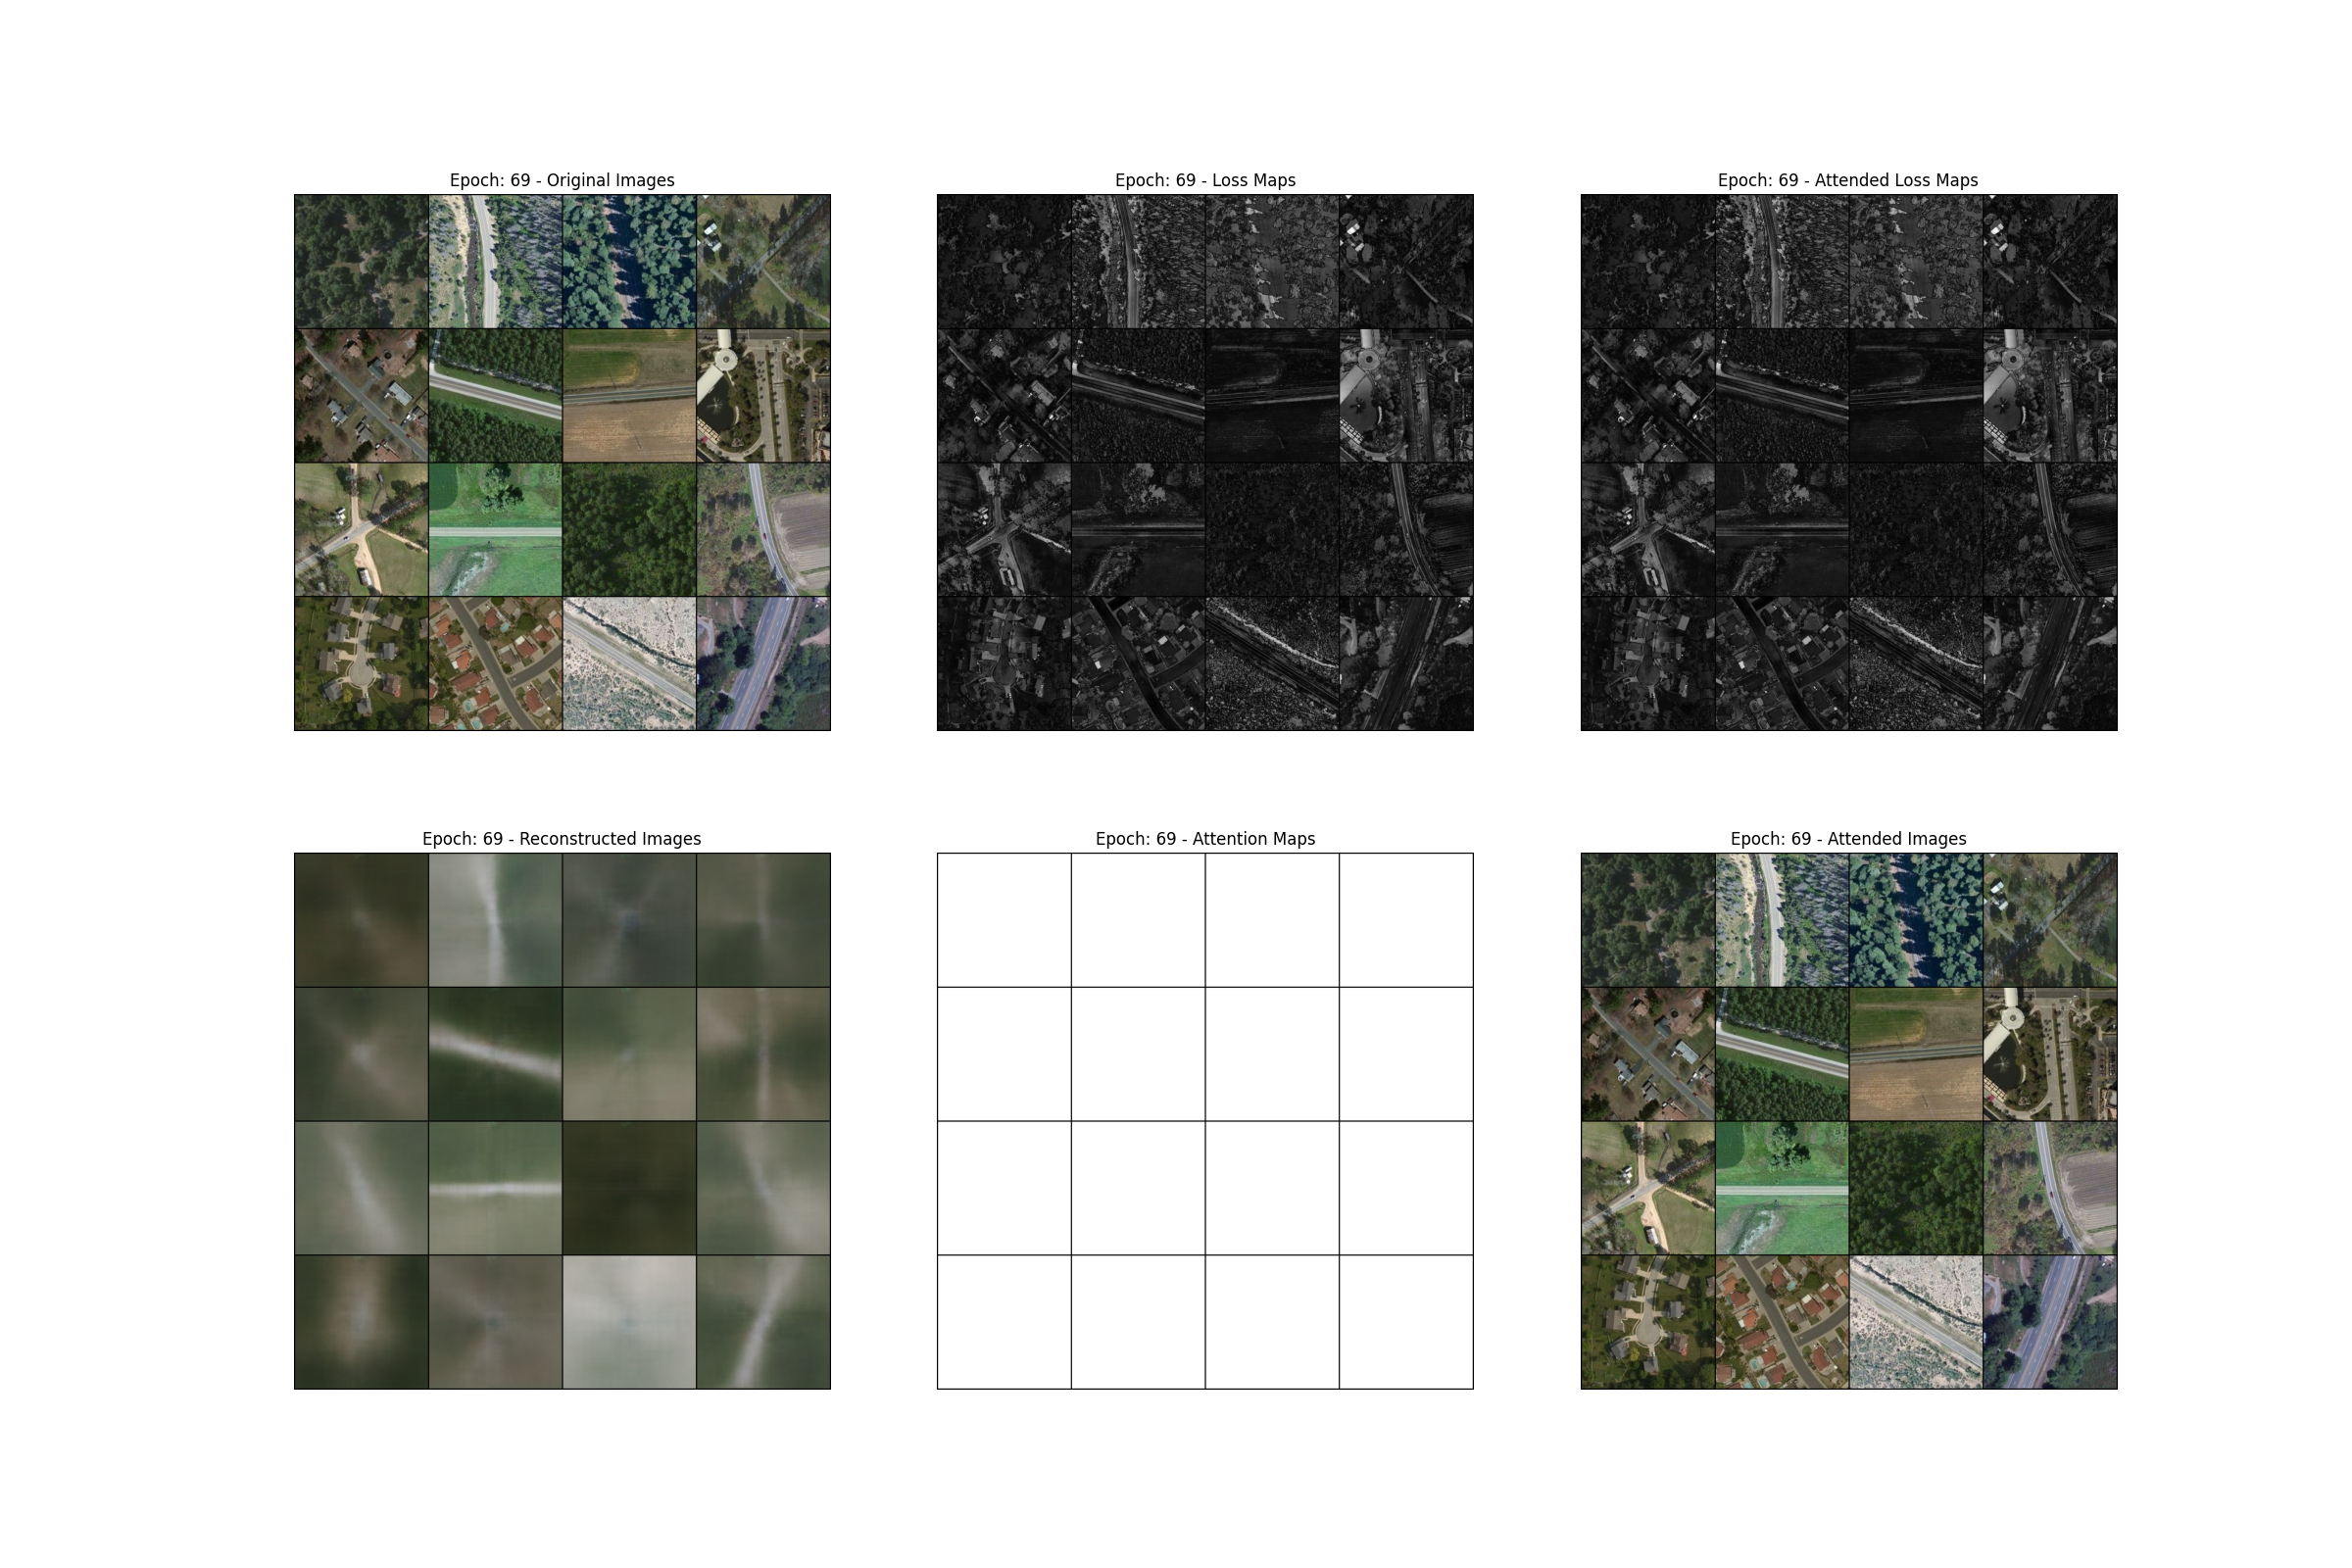 Epoch: 69 - Original Images
Epoch: 69 - Loss Maps
Epoch: 69 - Attended Loss Maps
Epoch: 69 - Reconstructed Images
Epoch: 69 - Attention Maps
Epoch: 69 - Attended Images